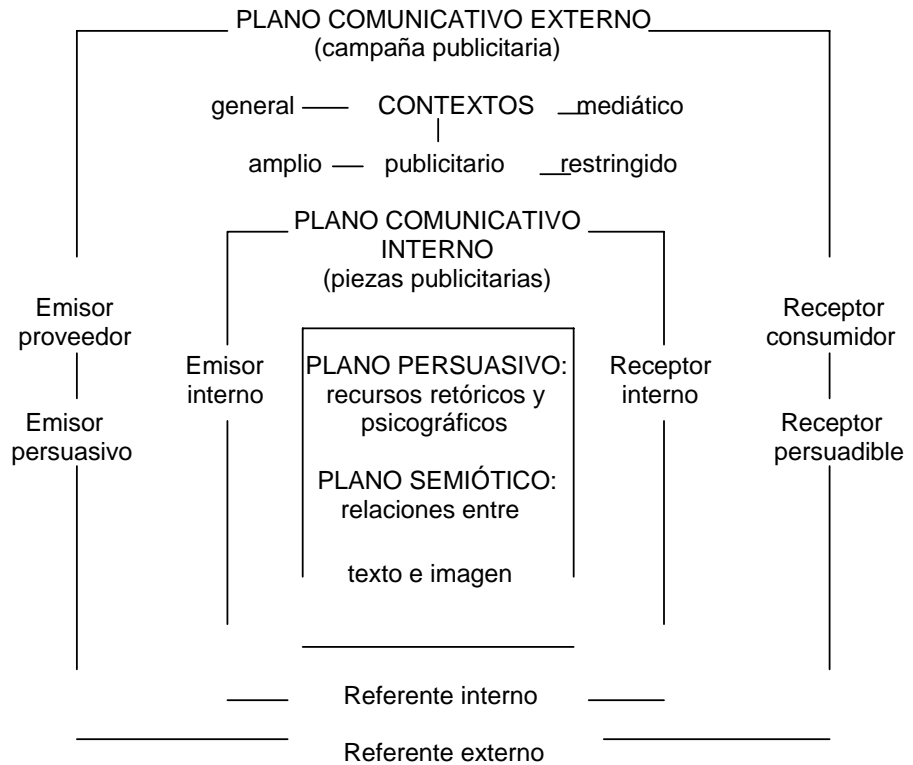 PLANO COMUNICATIVO EXTERNO
(campaña publicitaria)
general CONTEXTOS mediático
amplio publicitario restringido
PLANO COMUNICATIVO
INTERNO
(piezas publicitarias)
Emisor
proveedor
Receptor
consumidor
Emisor
interno
PLANO PERSUASIVO:
recursos retóricos y
psicográficos
Receptor
interno
Emisor
persuasivo
Receptor
persuadible
PLANO SEMIÓTICO:
relaciones entre
texto e imagen
Referente interno
Referente externo